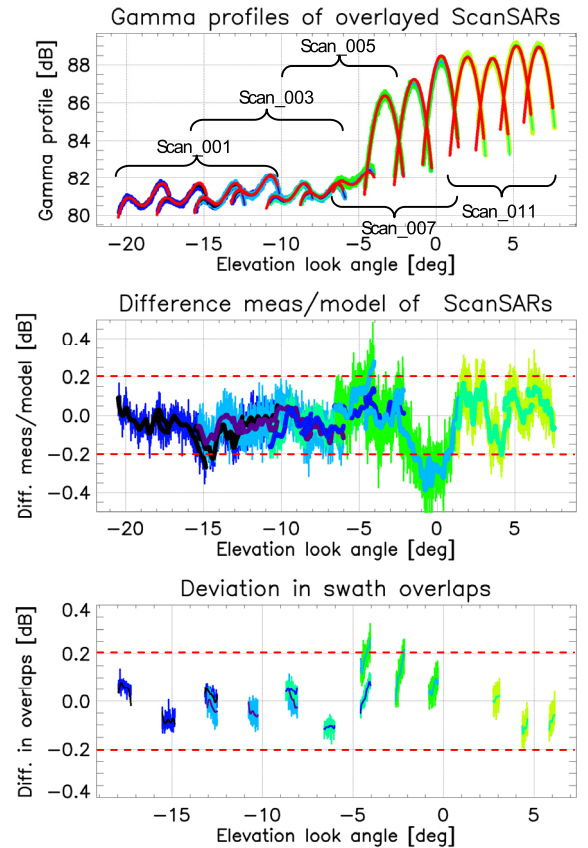 Gamma profiles of overlayed ScanSARs
Gamma profile [dB]
88
86
84
82
80
Scan_005
Scan_003
Scan_001
Scan_007
Scan_011
-20 -15 -10 -5 0 5
Elevation look angle [deg]
Difference meas/model of ScanSARs
Diff. meas/model [dB]
0.4
0.2
0.0
-0.2
-0.4
-20 -15 -10 -5 0 5
Elevation look angle [deg]
Deviation in swath overlaps
Diff. in overlaps [dB]
0.4
0.2
0.0
-0.2
-0.4
-15 -10 -5 0 5
Elevation look angle [deg]